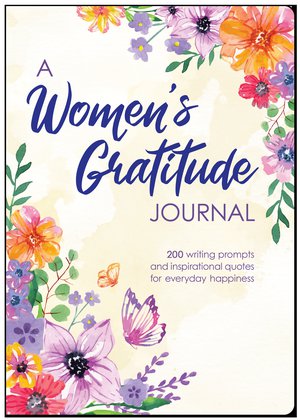 A
Women's
Gratitude
JOURNAL
200 writing prompts
and inspirational quotes
for everyday happiness